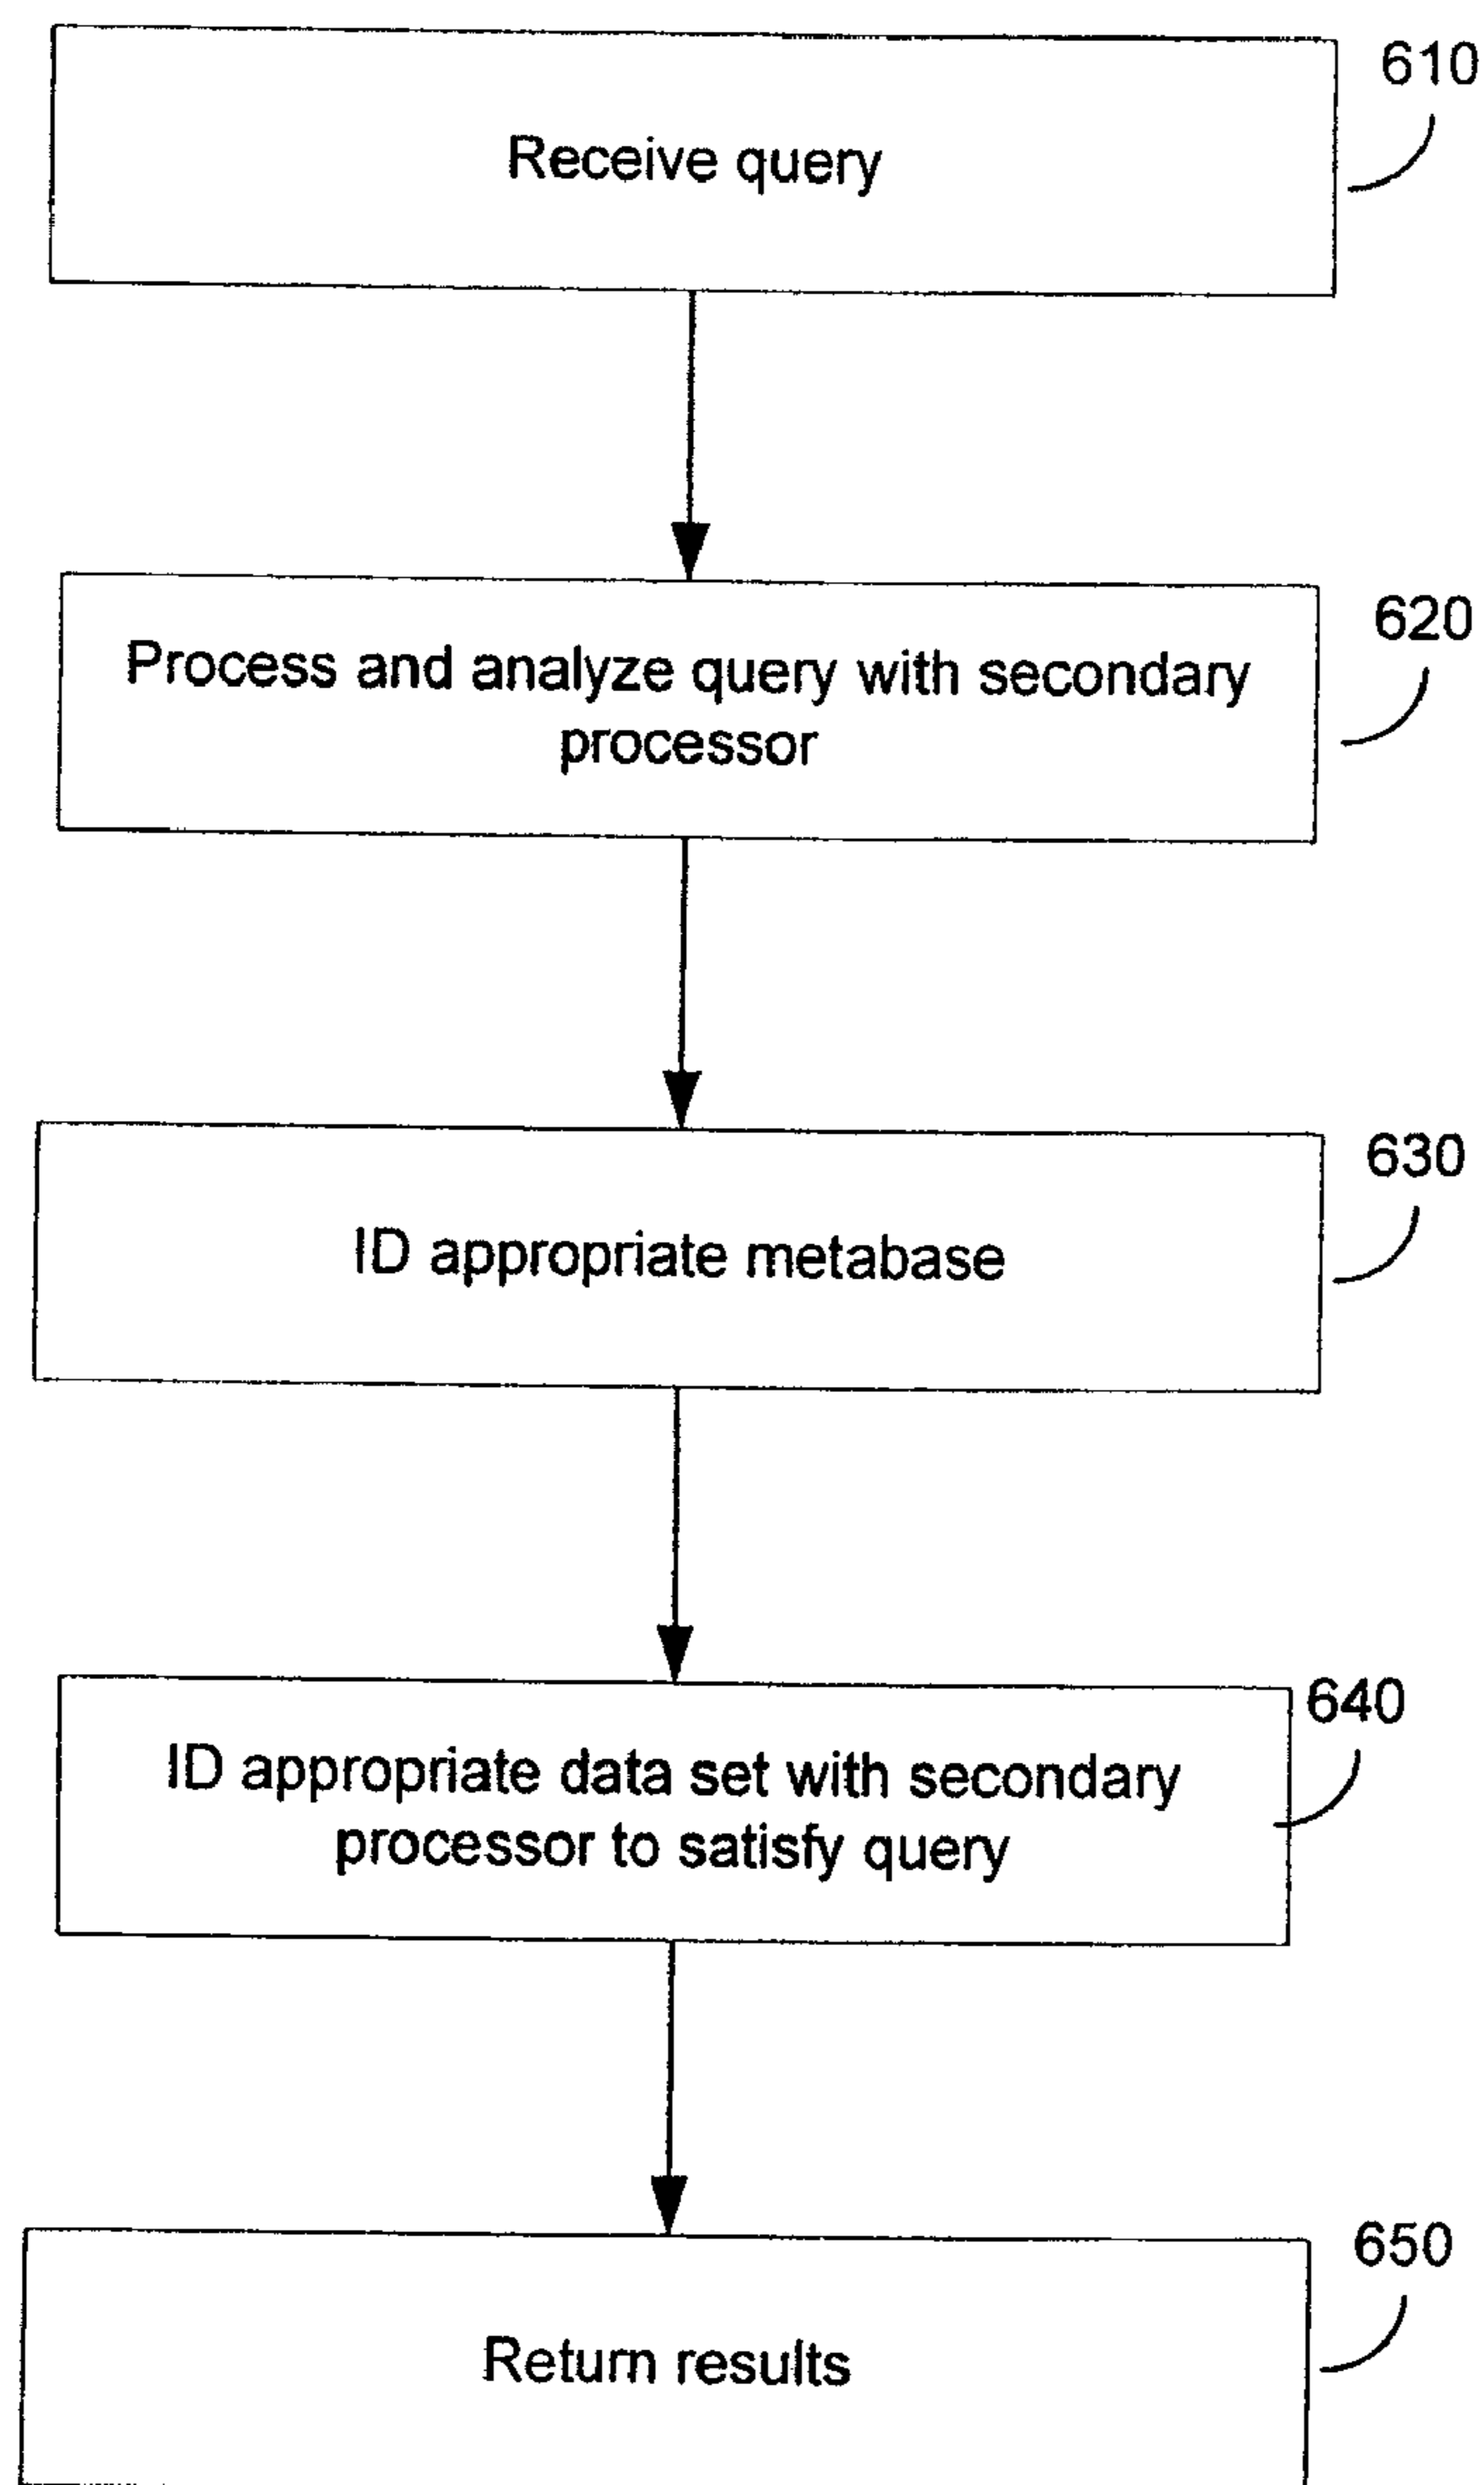 610
Receive query
620
Process and analyze query with secondary
processor
630
ID appropriate metabase
640
ID appropriate data set with secondary
processor to satisfy query
650
Return results